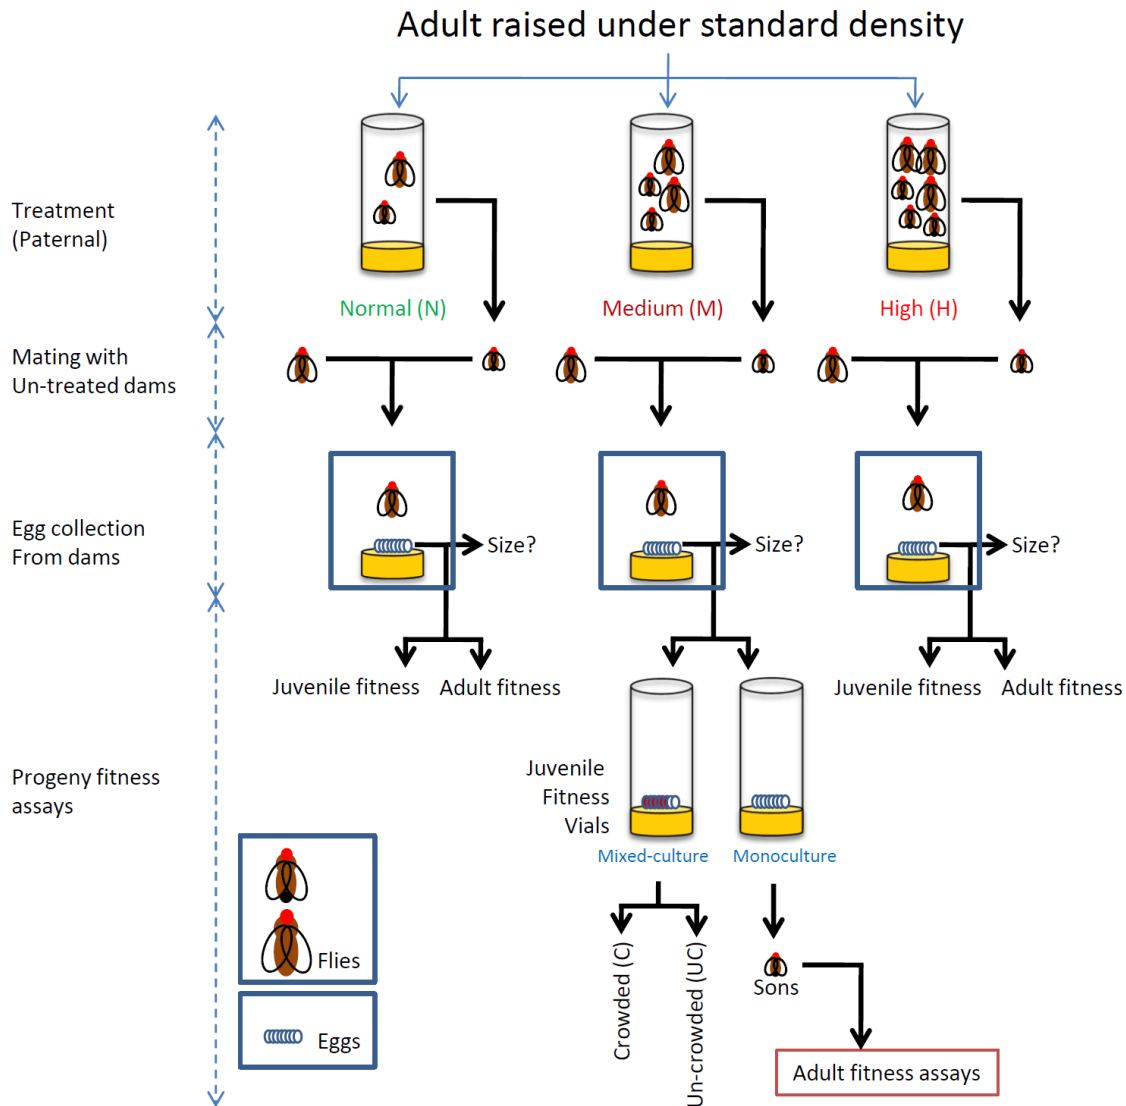 Adult raised under standard density
Treatment
(Paternal)
Normal (N)
Medium (M)
High (H)
Mating with
Un-treated dams
Egg collection
From dams
Size?
Size?
Size?
Juvenile fitness
Adult fitness
Juvenile fitness
Adult fitness
Progeny fitness
assays
Juvenile
Fitness
Vials
Mixed-culture
Monoculture
Crowded (C)
Un-crowded (UC)
Sons
Adult fitness assays
Flies
Eggs